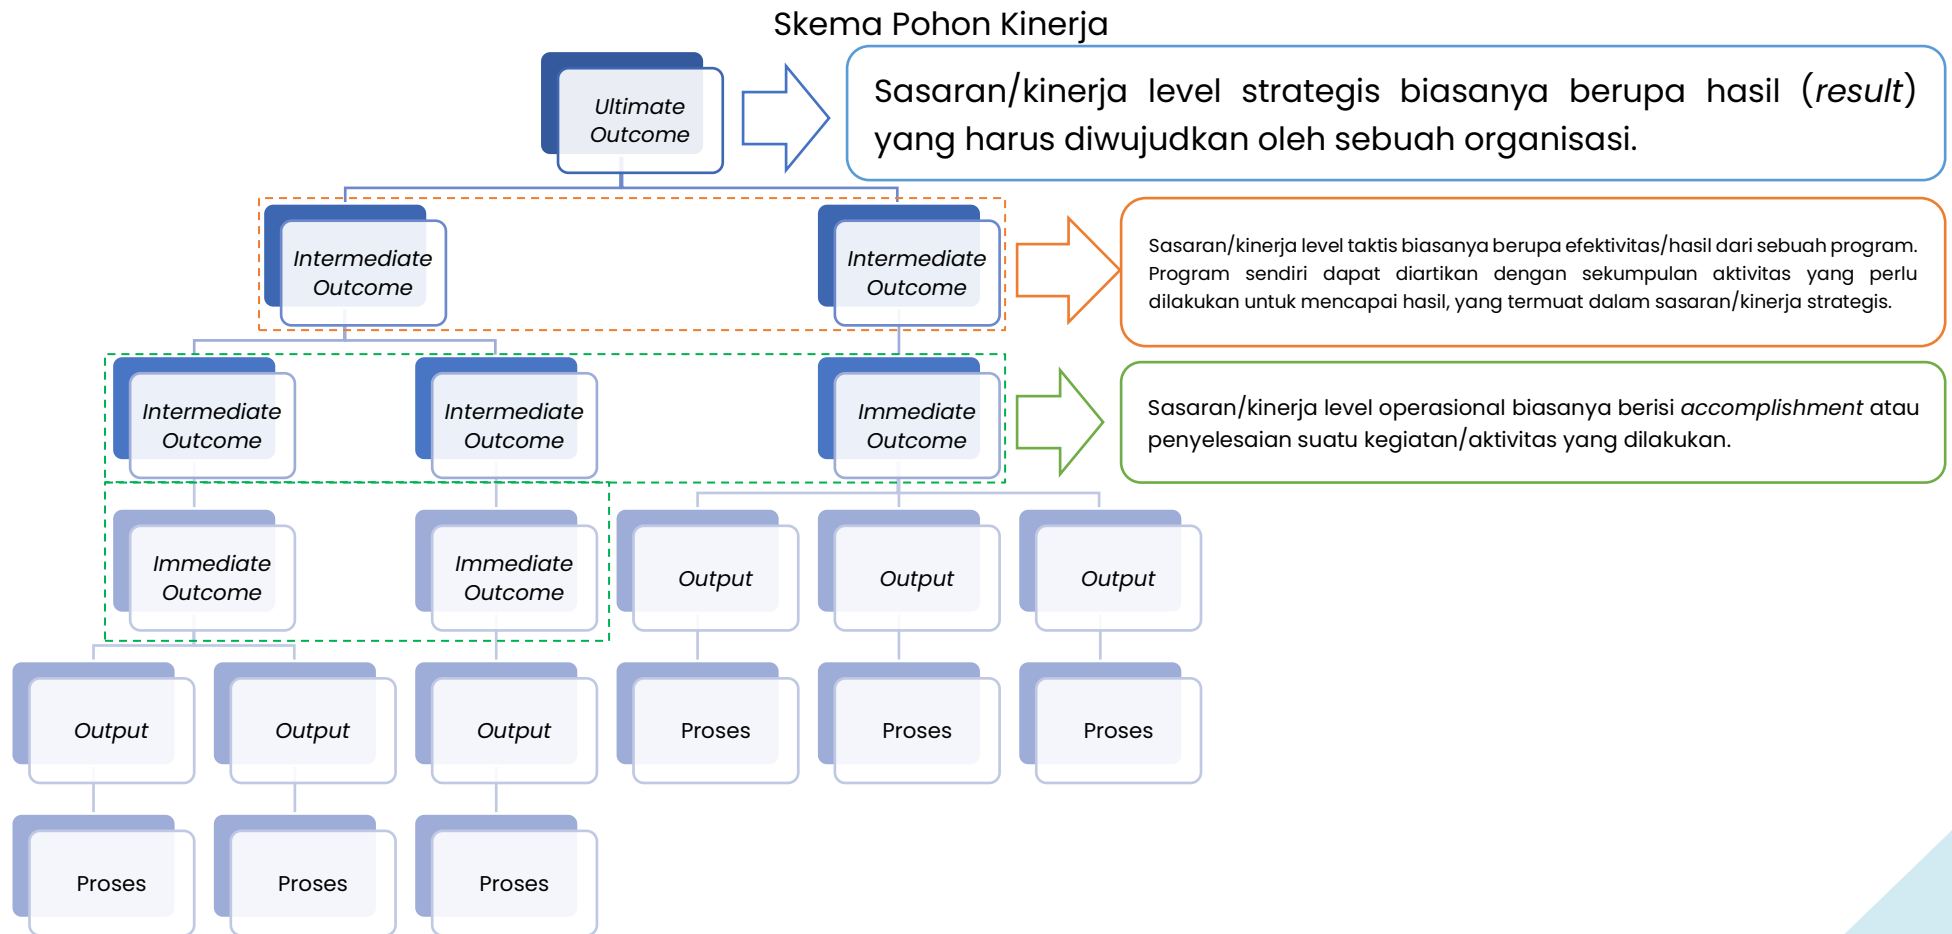 Skema Pohon Kinerja
Ultimate
Outcome
Sasaran/kinerja level strategis biasanya berupa hasil (result)
yang harus diwujudkan oleh sebuah organisasi.
Intermediate
Outcome
Intermediate
Outcome
Sasaran/kinerja level taktis biasanya berupa efektivitas/hasil dari sebuah program.
Program sendiri dapat diartikan dengan sekumpulan aktivitas yang perlu
dilakukan untuk mencapai hasil, yang termuat dalam sasaran/kinerja strategis.
Intermediate
Outcome
Intermediate
Outcome
Immediate
Outcome
Sasaran/kinerja level operasional biasanya berisi accomplishment atau
penyelesaian suatu kegiatan/aktivitas yang dilakukan.
Immediate
Outcome
Immediate
Outcome
Output
Output
Output
Output
Output
Output
Proses
Proses
Proses
Proses
Proses
Proses